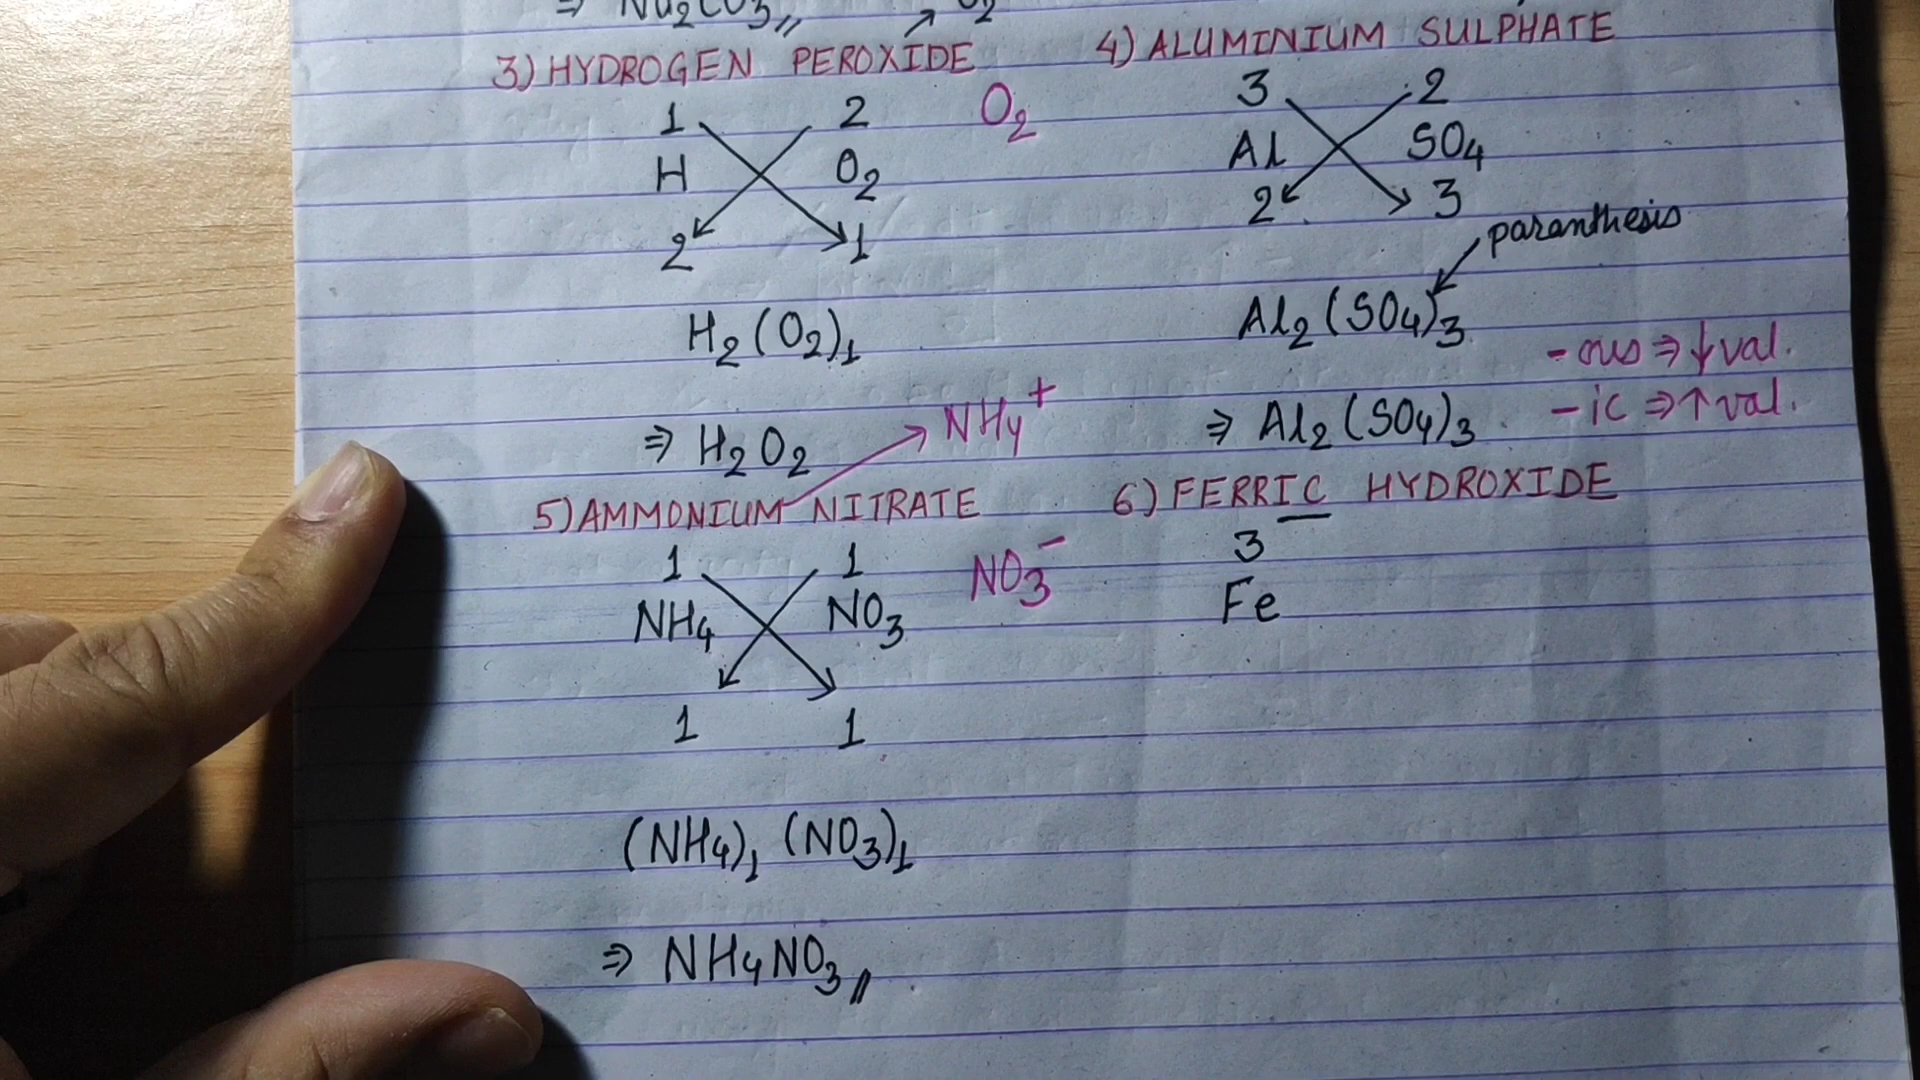 ⇒ Na₂CO₃,, ↗ O₂
3) HYDROGEN PEROXIDE
1 2 O₂
H O₂
2 1
H₂(O₂)₁
⇒ H₂O₂ NH₄⁺
4) ALUMINIUM SULPHATE
3 2
Al SO₄
2 3
paranthesis
Al₂(SO₄)₃
-ous ⇒ ↓val.
-ic ⇒ ↑val.
⇒ Al₂(SO₄)₃
5) AMMONIUM NITRATE
1 1 NO₃⁻
NH₄ NO₃
1 1
(NH₄)₁ (NO₃)₁
⇒ NH₄NO₃,,
6) FERRIC HYDROXIDE
3
Fe